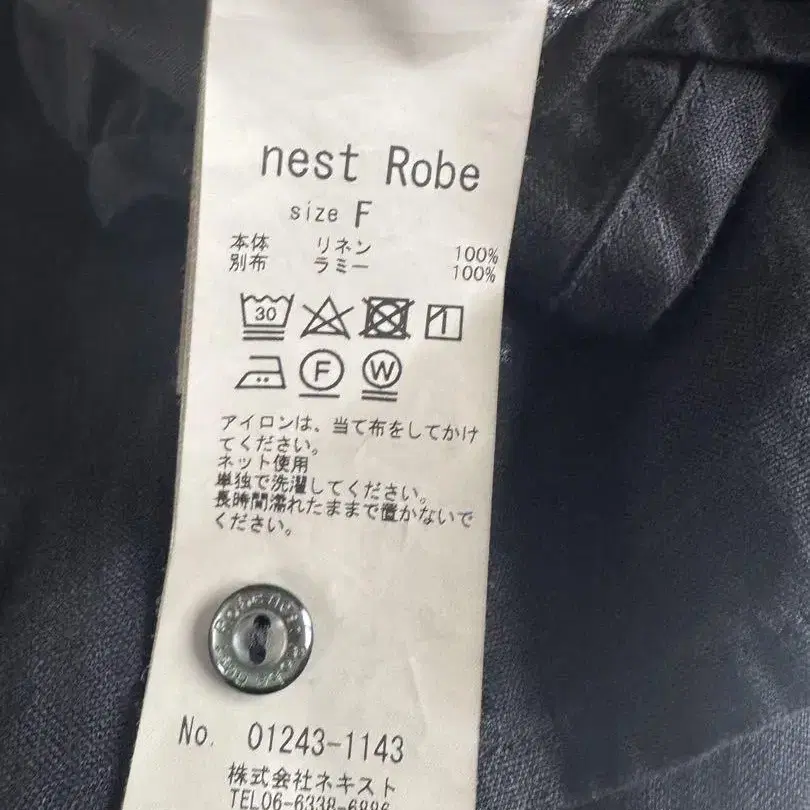 nest Robe
size F
本体 リネン 100%
別布 ラミー 100%
30
F W
アイロンは、当て布をしてかけ
てください。
ネット使用
単独で洗濯してください。
長時間濡れたままで置かないで
ください。
No. 01243-1143
株式会社ネキスト
TEL06-6338-6886